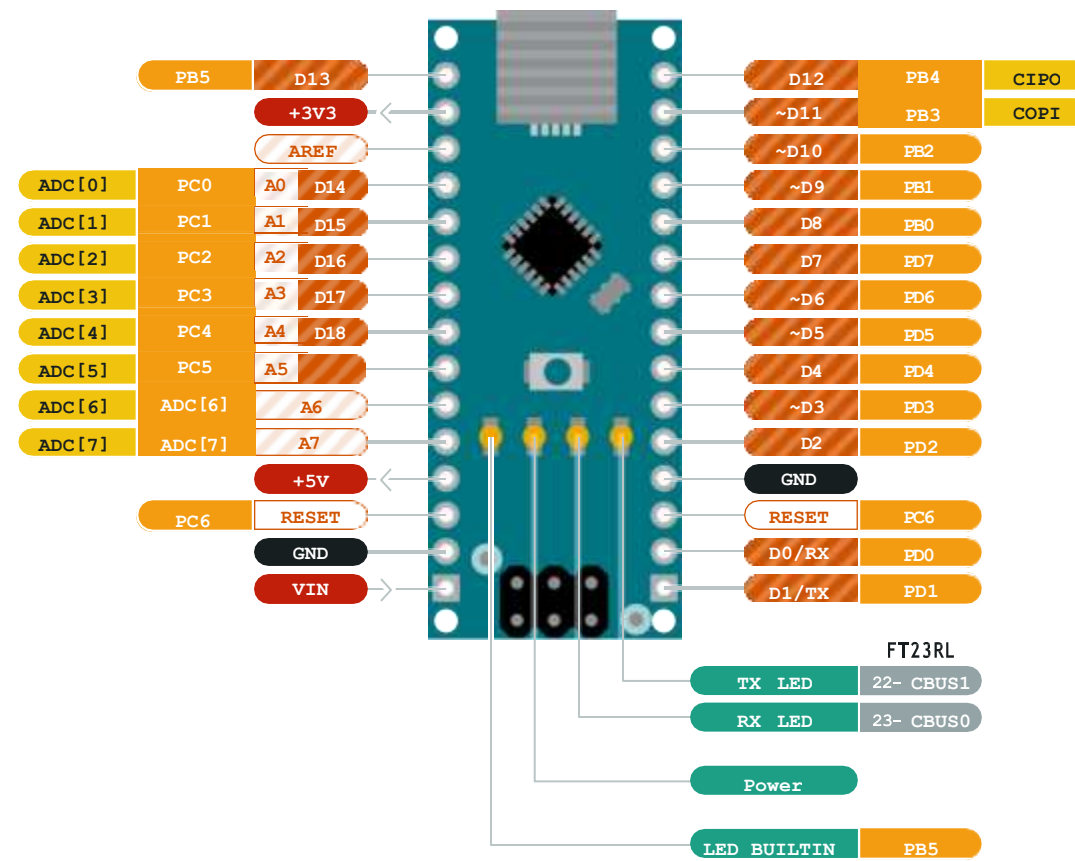 PB5 D13 D12 PB4 CIPO
+3V3 ~D11 PB3 COPI
AREF ~D10 PB2
ADC[0] PC0 A0 D14 ~D9 PB1
ADC[1] PC1 A1 D15 D8 PB0
ADC[2] PC2 A2 D16 D7 PD7
ADC[3] PC3 A3 D17 ~D6 PD6
ADC[4] PC4 A4 D18 ~D5 PD5
ADC[5] PC5 A5 D4 PD4
ADC[6] ADC[6] A6 ~D3 PD3
ADC[7] ADC[7] A7 D2 PD2
+5V GND
PC6 RESET RESET PC6
GND D0/RX PD0
VIN D1/TX PD1
FT23RL
TX LED 22- CBUS1
RX LED 23- CBUS0
Power
LED BUILTIN PB5